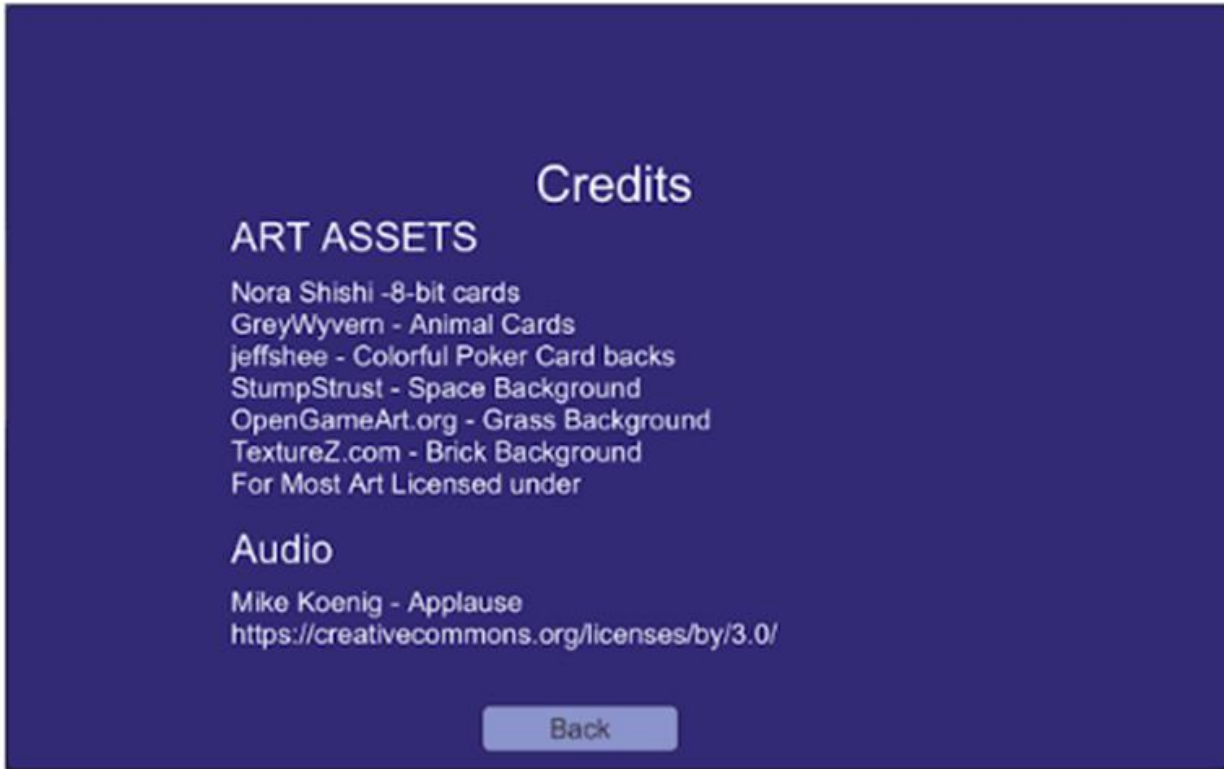 Credits
ART ASSETS
Nora Shishi -8-bit cards
GreyWyvern - Animal Cards
jeffshee - Colorful Poker Card backs
StumpStrust - Space Background
OpenGameArt.org - Grass Background
TextureZ.com - Brick Background
For Most Art Licensed under
Audio
Mike Koenig - Applause
https://creativecommons.org/licenses/by/3.0/
Back